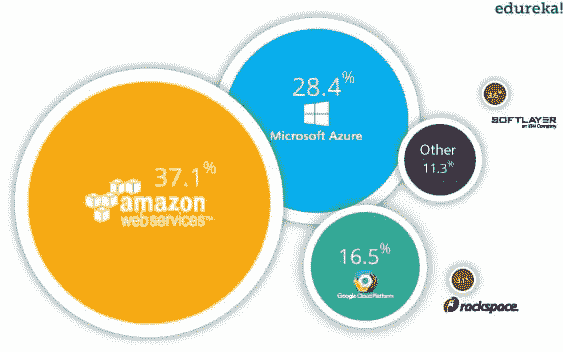 edureka!
28.4%
Microsoft Azure
SOFTLAYER
an IBM Company
Other
11.3%
37.1%
amazon
webservices™
16.5%
Google Cloud Platform
rackspace.